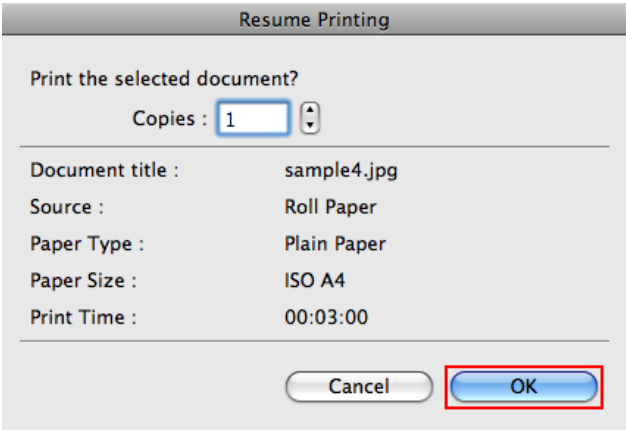 Resume Printing
Print the selected document?
Copies : 1
Document title : sample4.jpg
Source : Roll Paper
Paper Type : Plain Paper
Paper Size : ISO A4
Print Time : 00:03:00
Cancel OK